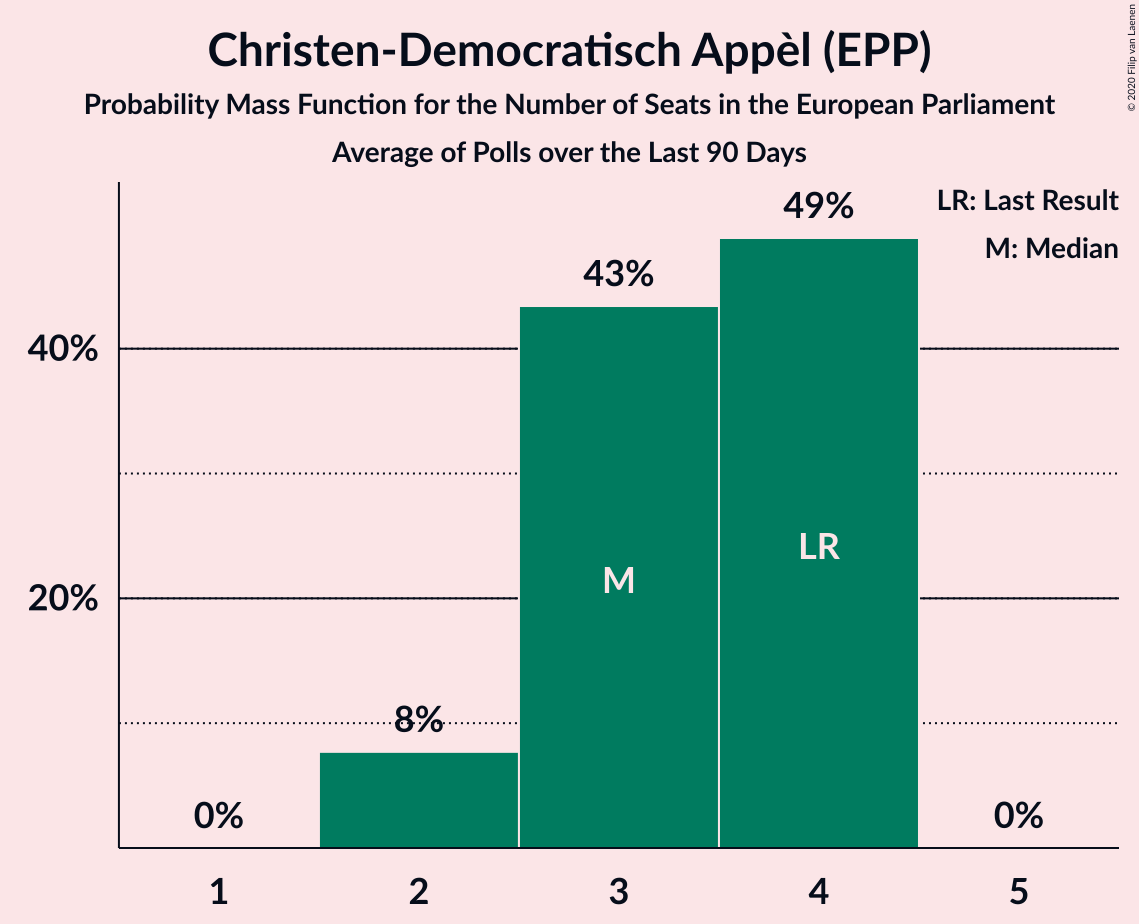 Christen-Democratisch Appèl (EPP)
Probability Mass Function for the Number of Seats in the European Parliament
Average of Polls over the Last 90 Days
© 2020 Filip van Laenen
LR: Last Result
M: Median
49%
43%
40%
LR
M
20%
8%
0%
0%
1 2 3 4 5